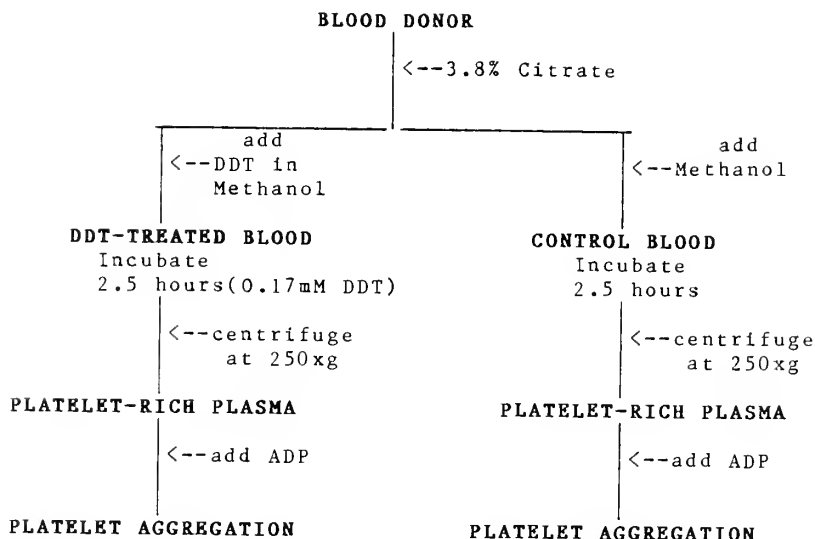 BLOOD DONOR
<--3.8% Citrate
add
<--DDT in
Methanol
add
<--Methanol
DDT-TREATED BLOOD
Incubate
2.5 hours(0.17mM DDT)
CONTROL BLOOD
Incubate
2.5 hours
<--centrifuge
at 250xg
<--centrifuge
at 250xg
PLATELET-RICH PLASMA
PLATELET-RICH PLASMA
<--add ADP
<--add ADP
PLATELET AGGREGATION
PLATELET AGGREGATION